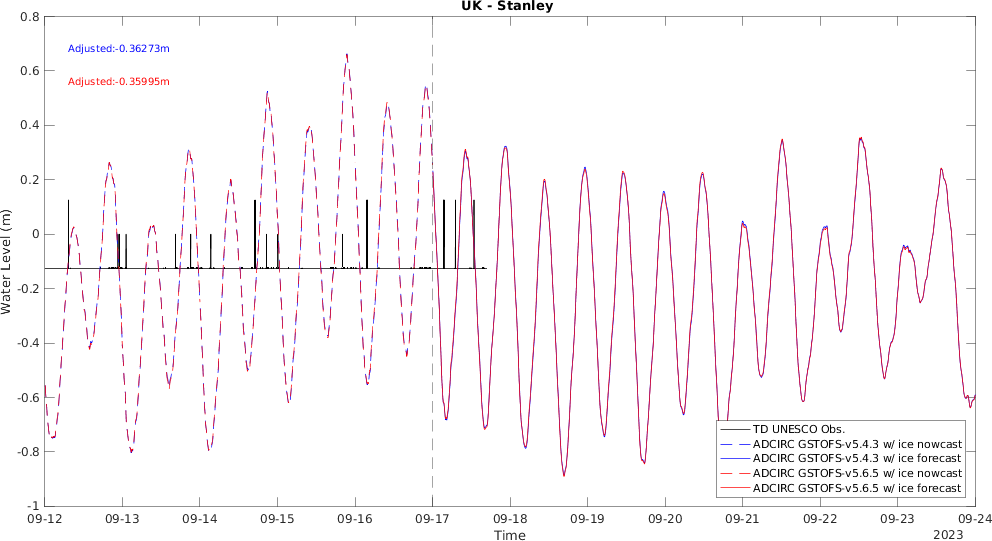 UK - Stanley
Adjusted:-0.36273m
Adjusted:-0.35995m
0.8
0.6
0.4
0.2
0
-0.2
-0.4
-0.6
-0.8
-1
Water Level (m)
TD UNESCO Obs.
ADCIRC GSTOFS-v5.4.3 w/ ice nowcast
ADCIRC GSTOFS-v5.4.3 w/ ice forecast
ADCIRC GSTOFS-v5.6.5 w/ ice nowcast
ADCIRC GSTOFS-v5.6.5 w/ ice forecast
09-12 09-13 09-14 09-15 09-16 09-17 09-18 09-19 09-20 09-21 09-22 09-23 09-24
Time
2023